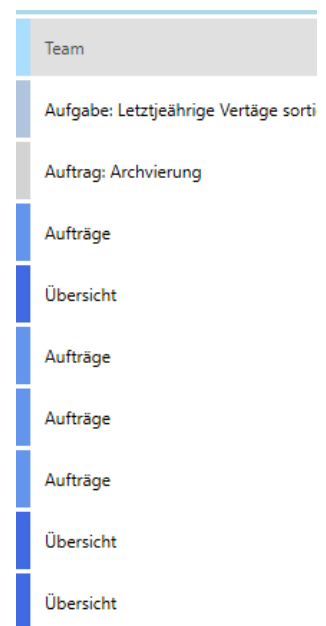 Team
Aufgabe: Letztjeährige Vertäge sorti
Auftrag: Archvierung
Aufträge
Übersicht
Aufträge
Aufträge
Aufträge
Übersicht
Übersicht